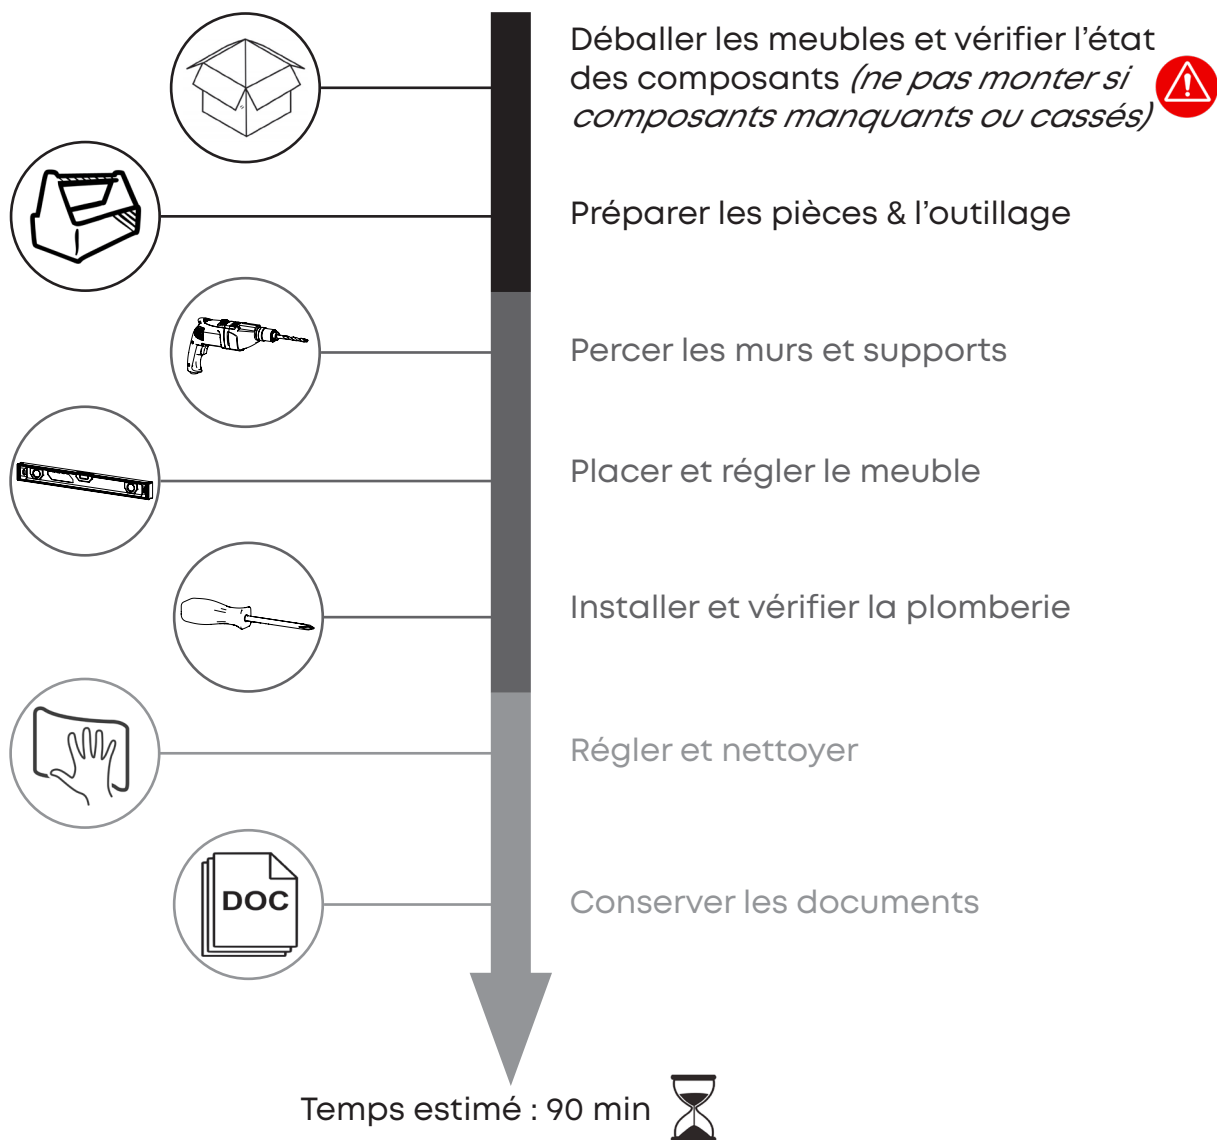 Déballer les meubles et vérifier l’état
des composants (ne pas monter si
composants manquants ou cassés)
Préparer les pièces & l’outillage
Percer les murs et supports
Placer et régler le meuble
Installer et vérifier la plomberie
Régler et nettoyer
DOC
Conserver les documents
Temps estimé : 90 min